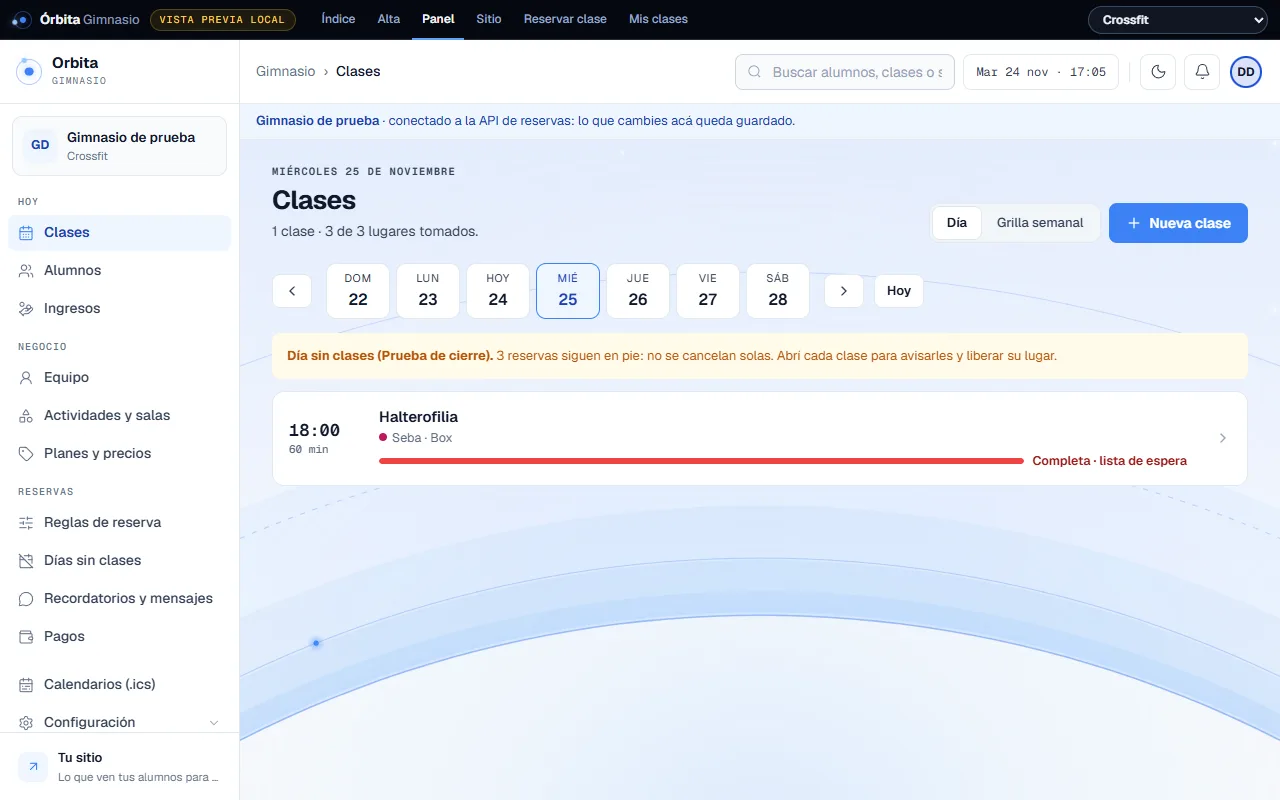 Órbita Gimnasio
VISTA PREVIA LOCAL
Índice
Alta
Panel
Sitio
Reservar clase
Mis clases
Crossfit
Orbita
GIMNASIO
Gimnasio › Clases
Buscar alumnos, clases o s
Mar 24 nov · 17:05
DD
Gimnasio de prueba · conectado a la API de reservas: lo que cambies acá queda guardado.
GD
Gimnasio de prueba
Crossfit
HOY
Clases
Alumnos
Ingresos
NEGOCIO
Equipo
Actividades y salas
Planes y precios
RESERVAS
Reglas de reserva
Días sin clases
Recordatorios y mensajes
Pagos
Calendarios (.ics)
Configuración
Tu sitio
Lo que ven tus alumnos para …
MIÉRCOLES 25 DE NOVIEMBRE
Clases
1 clase · 3 de 3 lugares tomados.
Día
Grilla semanal
+ Nueva clase
DOM
22
LUN
23
HOY
24
MIÉ
25
JUE
26
VIE
27
SÁB
28
Hoy
Día sin clases (Prueba de cierre). 3 reservas siguen en pie: no se cancelan solas. Abrí cada clase para avisarles y liberar su lugar.
18:00
60 min
Halterofilia
Seba · Box
Completa · lista de espera